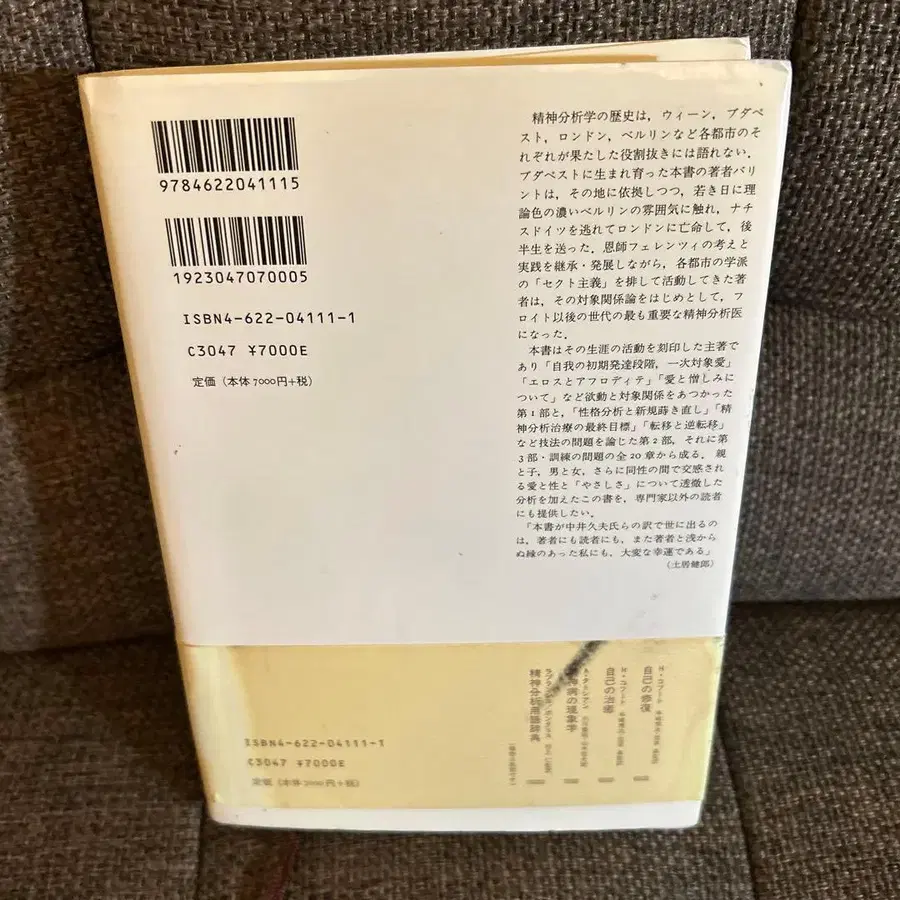 9784622041115
1923047070005
ISBN4-622-04111-1
C3047 ¥7000E
定価（本体 7000円+税）
精神分析学の歴史は，ウィーン，ブダペ
スト，ロンドン，ベルリンなど各都市のそ
れぞれが果たした役割抜きには語れない．
ブダペストに生まれ育った本書の著者バリ
ントは，その地に依拠しつつ，若き日に理
論色の濃いベルリンの雰囲気に触れ，ナチ
スドイツを逃れてロンドンに亡命して，後
半生を送った．恩師フェレンツィの考えと
実践を継承・発展しながら，各都市の学派
の「セクト主義」を排して活動してきた著
者は，その対象関係論をはじめとして，フ
ロイト以後の世代の最も重要な精神分析医
になった．
本書はその生涯の活動を刻印した主著で
あり「自我の初期発達段階，一次対象愛」
「エロスとアフロディテ」「愛と憎しみに
ついて」など欲動と対象関係をあつかった
第1部と，「性格分析と新規蒔き直し」「精
神分析治療の最終目標」「転移と逆転移」
など技法の問題を論じた第2部，それに第
3部・訓練の問題の全20章から成る．親
と子，男と女，さらに同性の間で交感され
る愛と性と「やさしさ」について透徹した
分析を加えたこの書を，専門家以外の読者
にも提供したい．
「本書が中井久夫氏らの訳で世に出るの
は，著者にも読者にも，また著者と浅から
ぬ縁のあった私にも，大変な幸運である」
（土居健郎）
H・コフート
自己の修復
H・コフート
自己の治癒
病の現象学
精神分析用語辞典
ISBN4-622-04111-1
C3047 ¥7000E
定価（本体7000円+税）